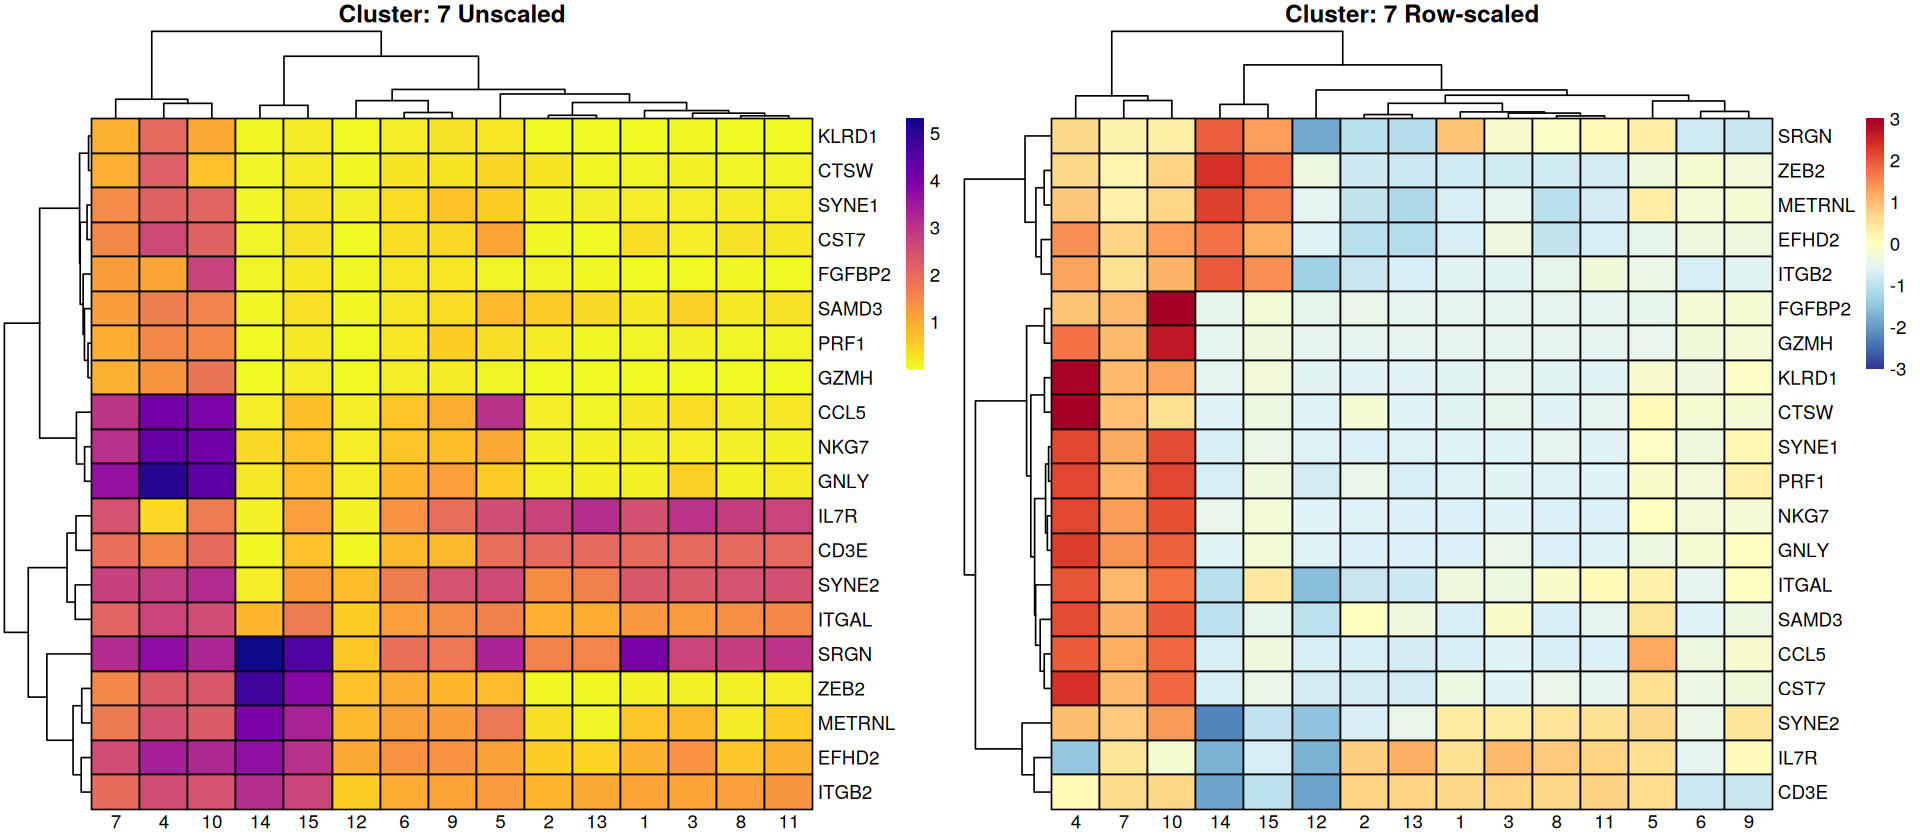 Cluster: 7 Unscaled
KLRD1
CTSW
SYNE1
CST7
FGFBP2
SAMD3
PRF1
GZMH
CCL5
NKG7
GNLY
IL7R
CD3E
SYNE2
ITGAL
SRGN
ZEB2
METRNL
EFHD2
ITGB2
7 4 10 14 15 12 6 9 5 2 13 1 3 8 11
5
4
3
2
1
Cluster: 7 Row-scaled
SRGN
ZEB2
METRNL
EFHD2
ITGB2
FGFBP2
GZMH
KLRD1
CTSW
SYNE1
PRF1
NKG7
GNLY
ITGAL
SAMD3
CCL5
CST7
SYNE2
IL7R
CD3E
4 7 10 14 15 12 2 13 1 3 8 11 5 6 9
3
2
1
0
-1
-2
-3